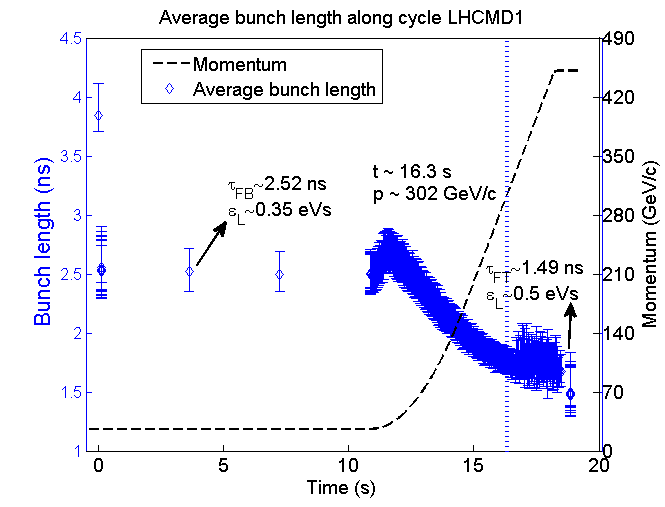 Average bunch length along cycle LHCMD1
Momentum
Average bunch length
τFB~2.52 ns
εL~0.35 eVs
t ~ 16.3 s
p ~ 302 GeV/c
τFT~1.49 ns
εL~0.5 eVs
Bunch length (ns)
4.5
4
3.5
3
2.5
2
1.5
1
Momentum (GeV/c)
490
420
350
280
210
140
70
0
0
5
10
15
20
Time (s)